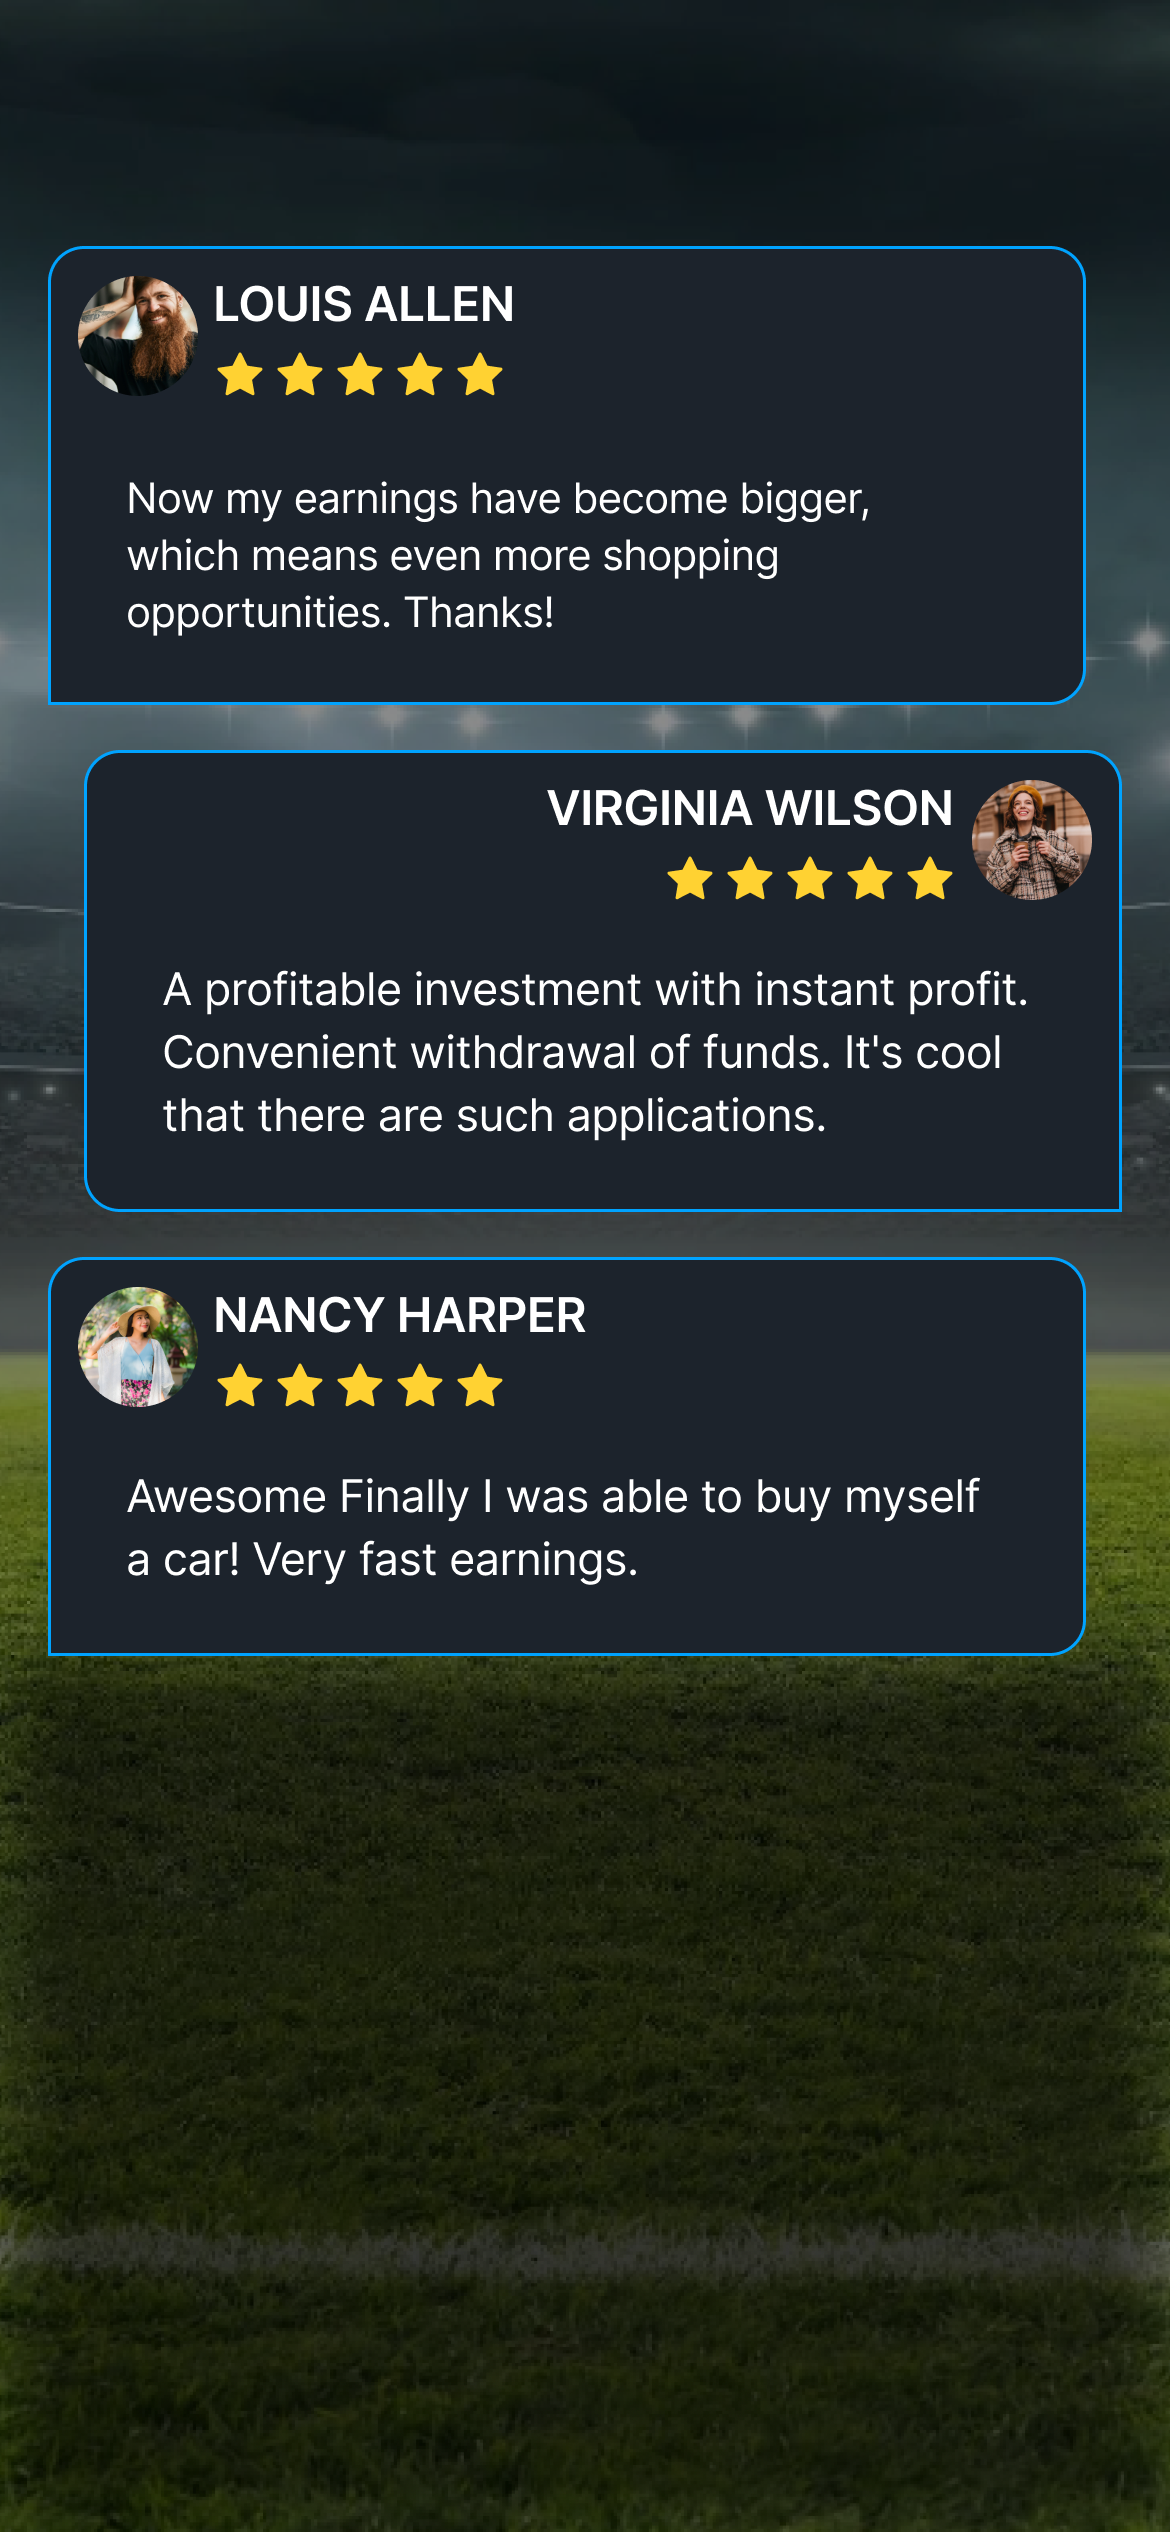 LOUIS ALLEN
Now my earnings have become bigger,
which means even more shopping
opportunities. Thanks!
VIRGINIA WILSON
A profitable investment with instant profit.
Convenient withdrawal of funds. It's cool
that there are such applications.
NANCY HARPER
Awesome Finally I was able to buy myself
a car! Very fast earnings.